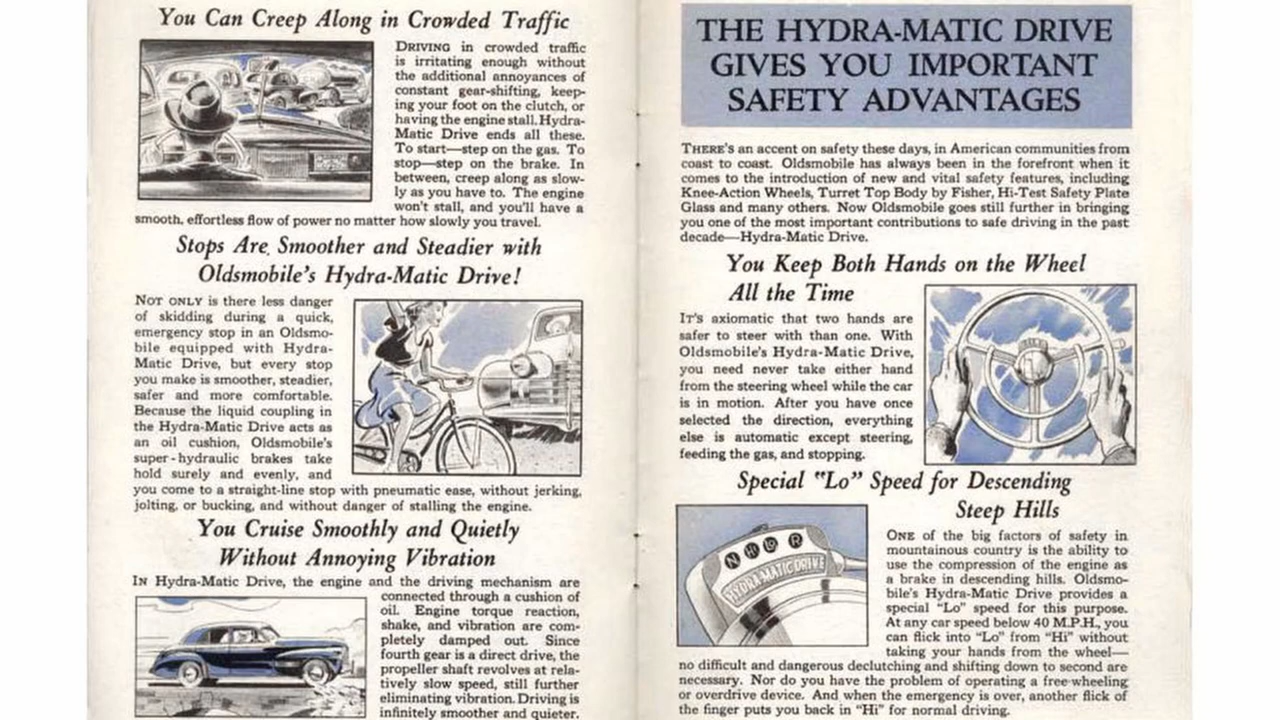 You Can Creep Along in Crowded Traffic
DRIVING in crowded traffic
is irritating enough without
the additional annoyances of
constant gear-shifting, keep-
ing your foot on the clutch, or
having the engine stall. Hydra-
Matic Drive ends all these.
To start—step on the gas. To
stop—step on the brake. In
between, creep along as slow-
ly as you have to. The engine
won't stall, and you'll have a
smooth, effortless flow of power no matter how slowly you travel.
Stops Are Smoother and Steadier with
Oldsmobile's Hydra-Matic Drive!
NOT ONLY is there less danger
of skidding during a quick,
emergency stop in an Oldsmo-
bile equipped with Hydra-
Matic Drive, but every stop
you make is smoother, steadier,
safer and more comfortable.
Because the liquid coupling in
the Hydra-Matic Drive acts as
an oil cushion, Oldsmobile's
super-hydraulic brakes take
hold surely and evenly, and
you come to a straight-line stop with pneumatic ease, without jerking,
jolting, or bucking, and without danger of stalling the engine.
You Cruise Smoothly and Quietly
Without Annoying Vibration
IN Hydra-Matic Drive, the engine and the driving mechanism are
connected through a cushion of
oil. Engine torque reaction,
shake, and vibration are com-
pletely damped out. Since
fourth gear is a direct drive, the
propeller shaft revolves at rela-
tively slow speed, still further
eliminating vibration. Driving is
infinitely smoother and quieter.
THE HYDRA-MATIC DRIVE
GIVES YOU IMPORTANT
SAFETY ADVANTAGES
THERE'S an accent on safety these days, in American communities from
coast to coast. Oldsmobile has always been in the forefront when it
comes to the introduction of new and vital safety features, including
Knee-Action Wheels, Turret Top Body by Fisher, Hi-Test Safety Plate
Glass and many others. Now Oldsmobile goes still further in bringing
you one of the most important contributions to safe driving in the past
decade—Hydra-Matic Drive.
You Keep Both Hands on the Wheel
All the Time
IT'S axiomatic that two hands are
safer to steer with than one. With
Oldsmobile's Hydra-Matic Drive,
you need never take either hand
from the steering wheel while the car
is in motion. After you have once
selected the direction, everything
else is automatic except steering,
feeding the gas, and stopping.
Special "Lo" Speed for Descending
Steep Hills
N HI LO R
HYDRA-MATIC DRIVE
ONE of the big factors of safety in
mountainous country is the ability to
use the compression of the engine as
a brake in descending hills. Oldsmo-
bile's Hydra-Matic Drive provides a
special "Lo" speed for this purpose.
At any car speed below 40 M.P.H., you
can flick into "Lo" from "Hi" without
taking your hands from the wheel—
no difficult and dangerous declutching and shifting down to second are
necessary. Nor do you have the problem of operating a free-wheeling
or overdrive device. And when the emergency is over, another flick of
the finger puts you back in "Hi" for normal driving.